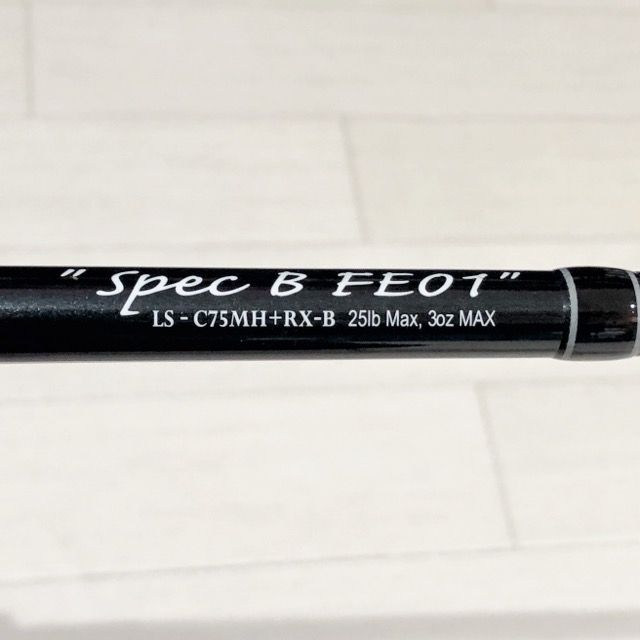 "Spec B FE01"
LS - C75MH+RX-B 25lb Max, 3oz MAX